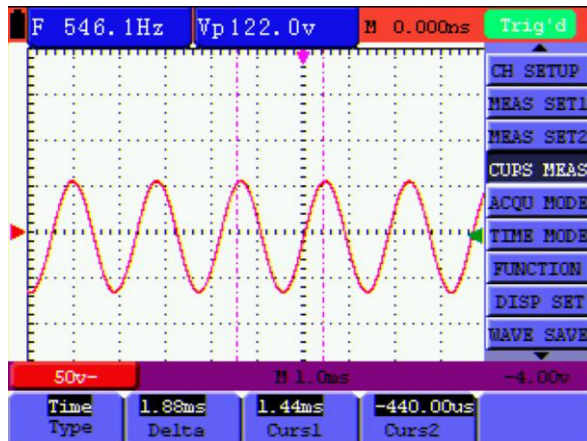 F 546.1Hz Vp122.0v M 0.000ns Trig'd
CH SETUP
MEAS SET1
MEAS SET2
CUPS MEAS
ACQU MODE
TIME MODE
FUNCTION
DISP SET
WAVE SAVE
50v~ M 1.0ms -4.00v
Time 1.88ms 1.44ms -440.00us
Type Delta Curs1 Curs2